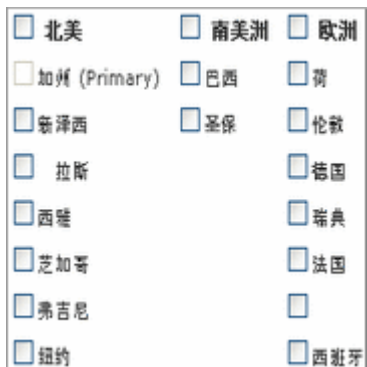 北美 南美洲 欧洲
加州 (Primary) 巴西 荷
新泽西 圣保 伦敦
拉斯 德国
西雅 瑞典
芝加哥 法国
弗吉尼
纽约 西班牙